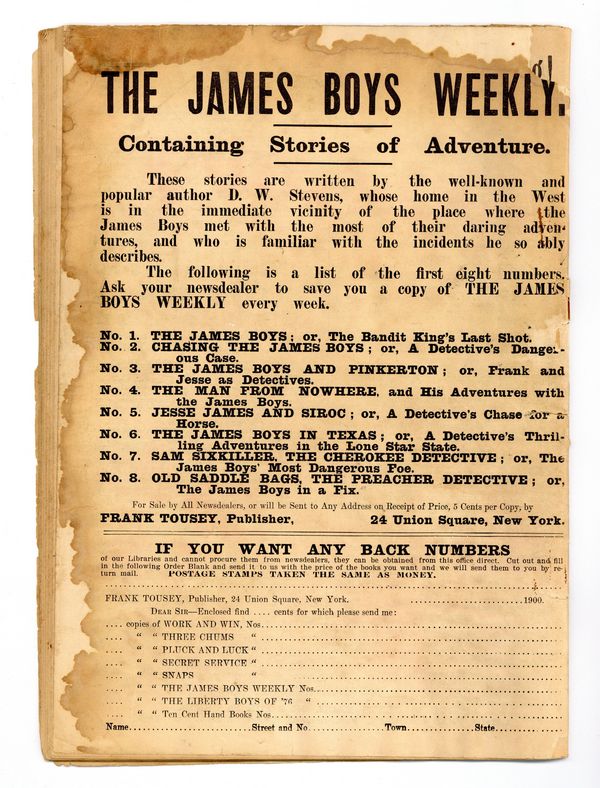 THE JAMES BOYS WEEKLY.
Containing Stories of Adventure.
These stories are written by the well-known and
popular author D. W. Stevens, whose home in the West
is in the immediate vicinity of the place where the
James Boys met with the most of their daring adven-
tures, and who is familiar with the incidents he so ably
describes.
The following is a list of the first eight numbers.
Ask your newsdealer to save you a copy of THE JAMES
BOYS WEEKLY every week.
No. 1. THE JAMES BOYS; or, The Bandit King's Last Shot.
No. 2. CHASING THE JAMES BOYS; or, A Detective's Danger-
ous Case.
No. 3. THE JAMES BOYS AND PINKERTON; or, Frank and
Jesse as Detectives.
No. 4. THE MAN FROM NOWHERE, and His Adventures with
the James Boys.
No. 5. JESSE JAMES AND SIROC; or, A Detective's Chase for a
Horse.
No. 6. THE JAMES BOYS IN TEXAS; or, A Detective's Thril-
ling Adventures in the Lone Star State.
No. 7. SAM SIXKILLER, THE CHEROKEE DETECTIVE; or, The
James Boys' Most Dangerous Foe.
No. 8. OLD SADDLE BAGS, THE PREACHER DETECTIVE; or,
The James Boys in a Fix.
For Sale by All Newsdealers, or will be Sent to Any Address on Receipt of Price, 5 Cents per Copy, by
FRANK TOUSEY, Publisher, 24 Union Square, New York.
IF YOU WANT ANY BACK NUMBERS
of our Libraries and cannot procure them from newsdealers, they can be obtained from this office direct. Cut out and fill
in the following Order Blank and send it to us with the price of the books you want and we will send them to you by re-
turn mail. POSTAGE STAMPS TAKEN THE SAME AS MONEY.
FRANK TOUSEY, Publisher, 24 Union Square, New York. ........................1900.
DEAR SIR—Enclosed find .... cents for which please send me:
.... copies of WORK AND WIN, Nos........................
.... " " THREE CHUMS "........................
.... " " PLUCK AND LUCK "........................
.... " " SECRET SERVICE "........................
.... " " SNAPS "........................
.... " " THE JAMES BOYS WEEKLY Nos........................
.... " " THE LIBERTY BOYS OF '76 "........................
.... " " Ten Cent Hand Books Nos........................
Name....................Street and No..............Town.............State.............